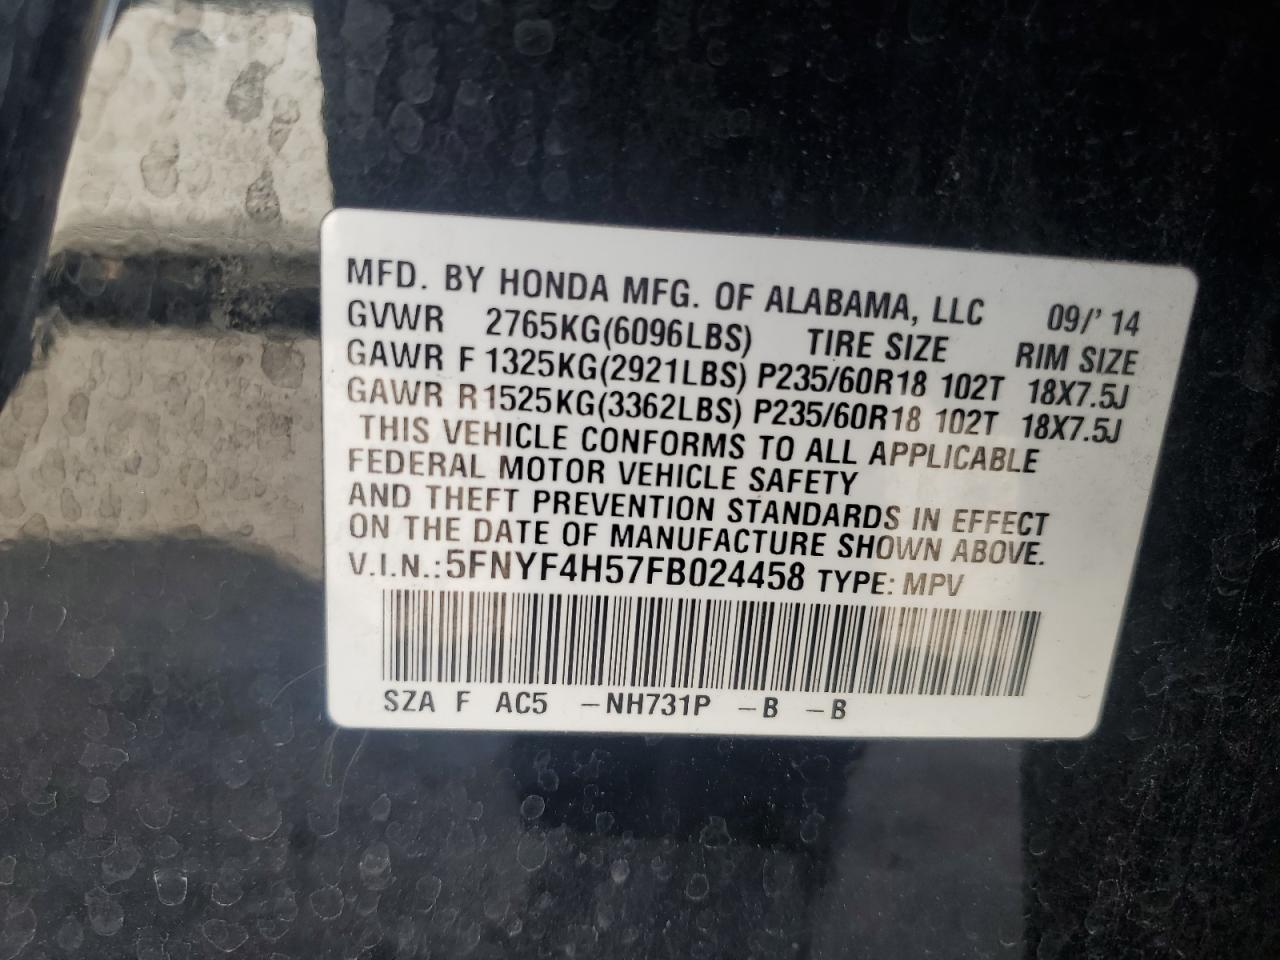 MFD. BY HONDA MFG. OF ALABAMA, LLC 09/' 14
GVWR 2765KG(6096LBS) TIRE SIZE RIM SIZE
GAWR F 1325KG(2921LBS) P235/60R18 102T 18X7.5J
GAWR R1525KG(3362LBS) P235/60R18 102T 18X7.5J
THIS VEHICLE CONFORMS TO ALL APPLICABLE
FEDERAL MOTOR VEHICLE SAFETY
AND THEFT PREVENTION STANDARDS IN EFFECT
ON THE DATE OF MANUFACTURE SHOWN ABOVE.
V.I.N.:5FNYF4H57FB024458 TYPE: MPV
SZA F AC5 -NH731P -B -B